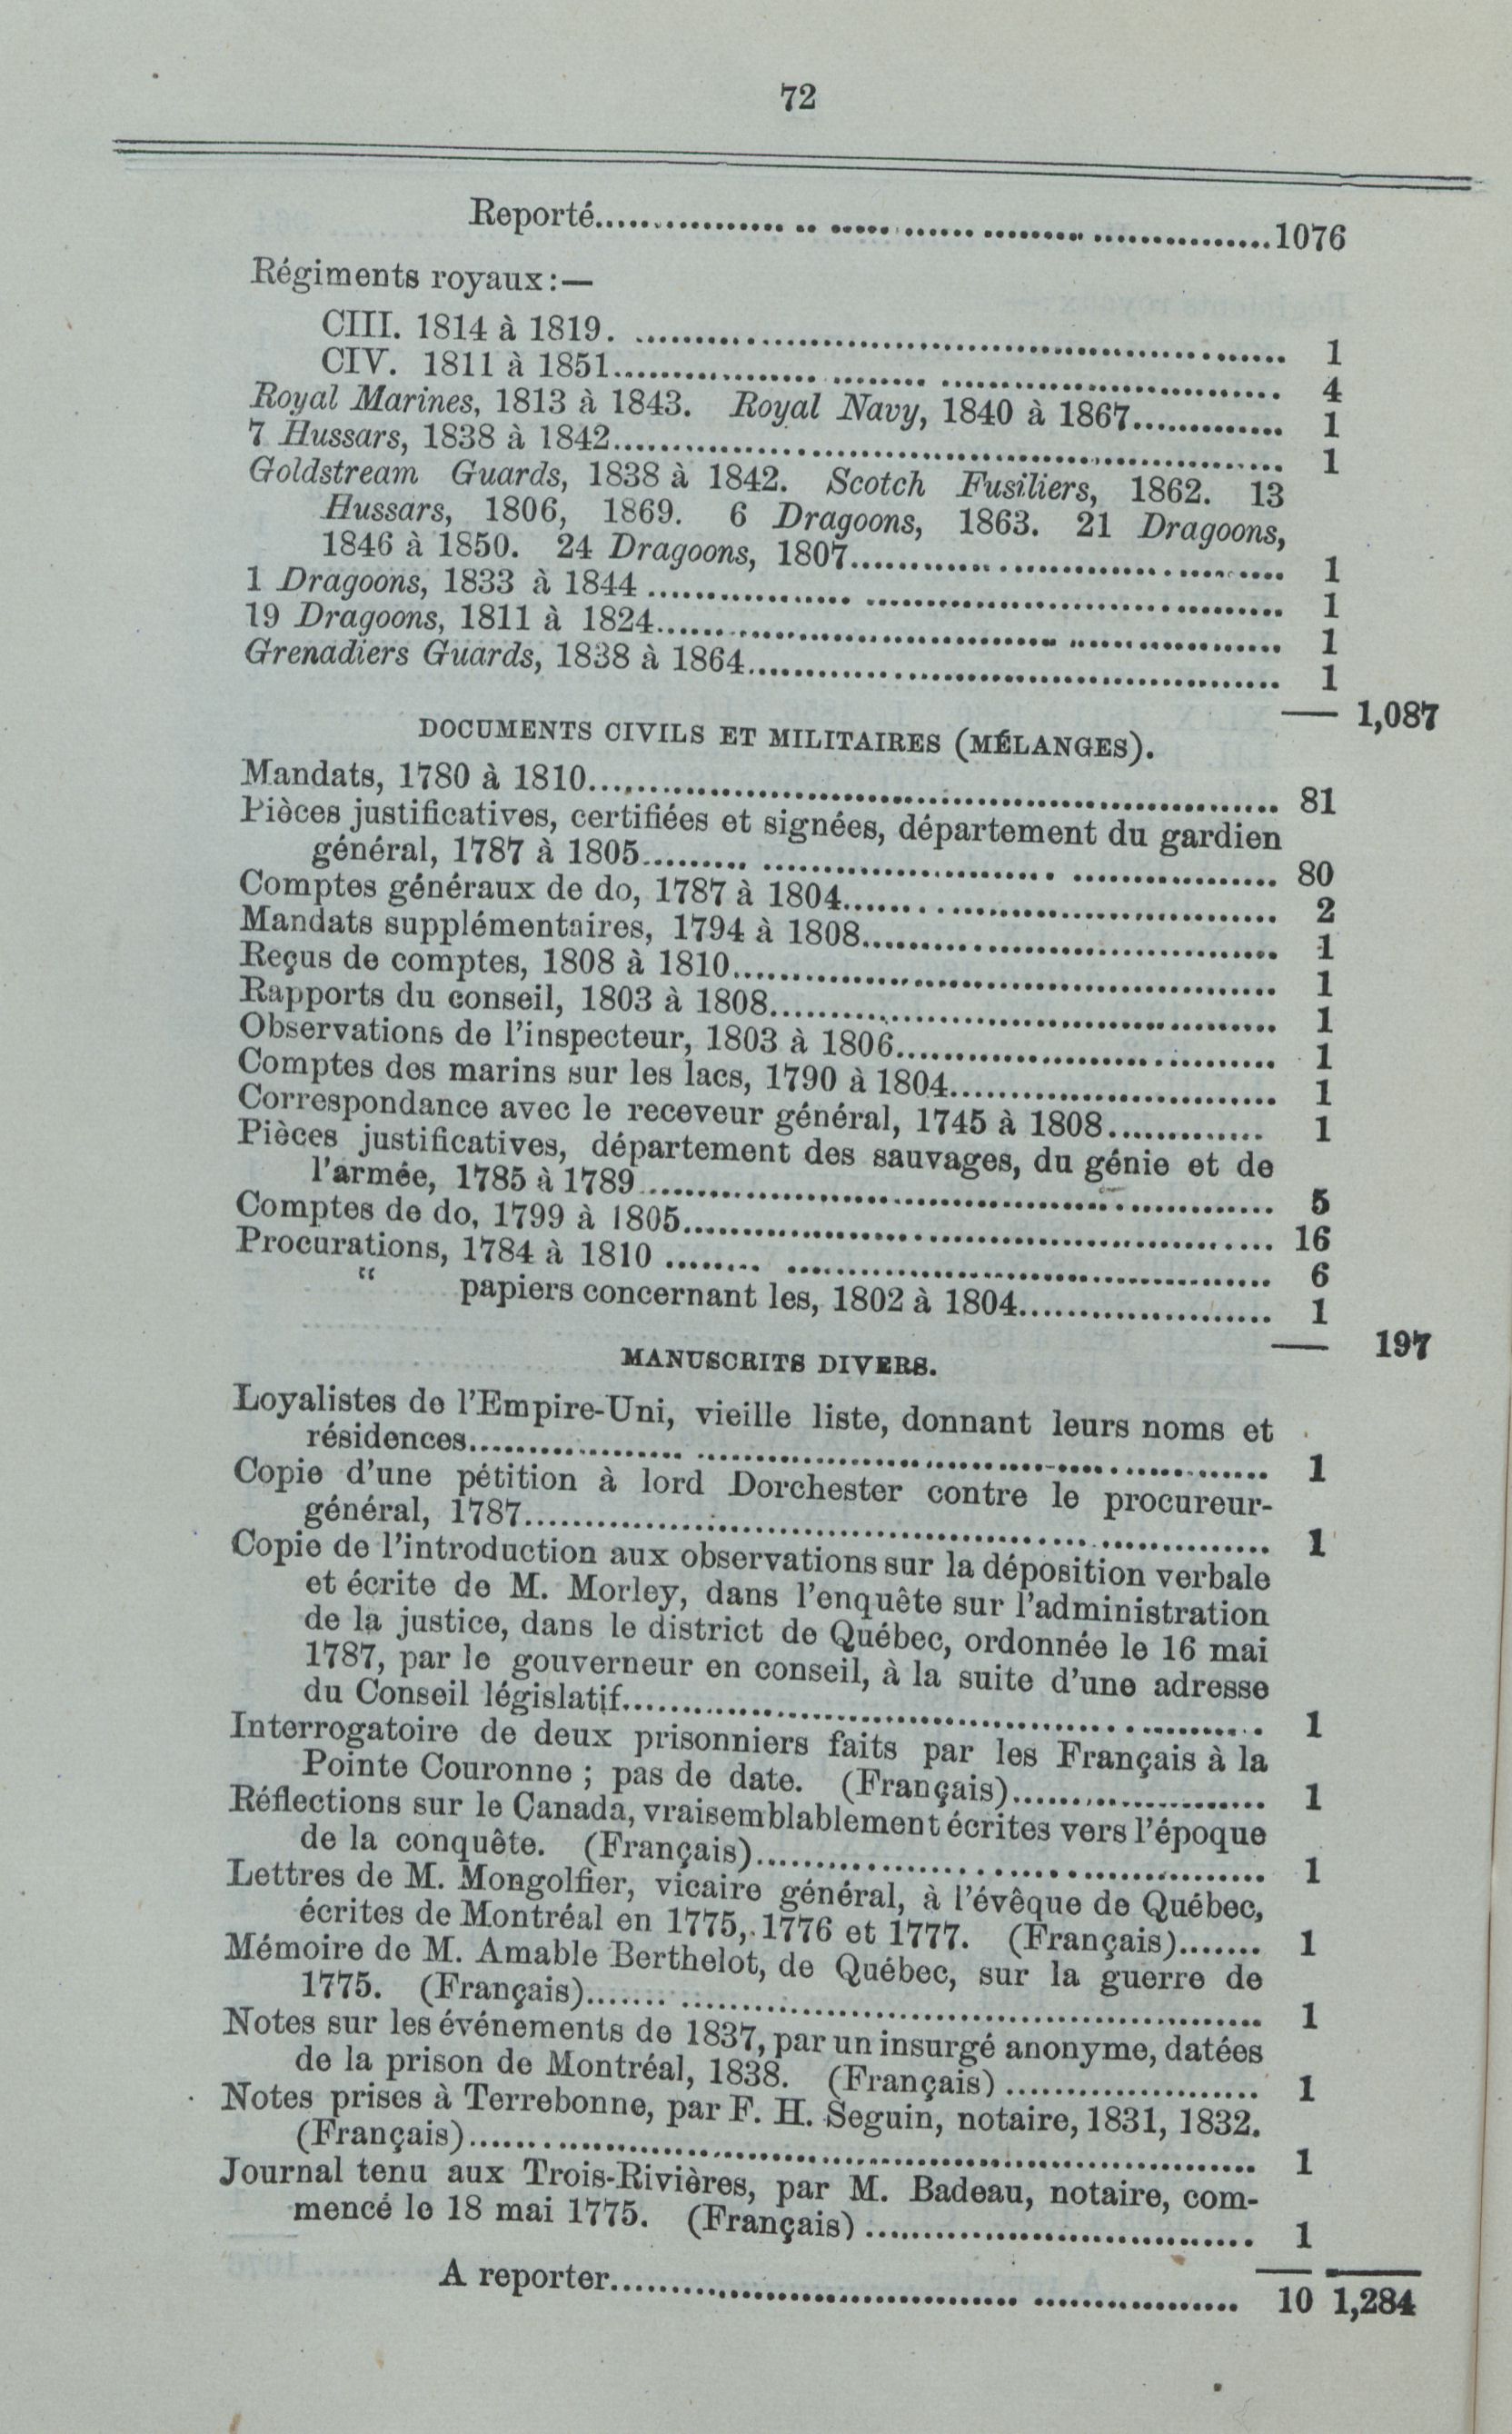 72
Reporté........................................1076
Régiments royaux:—
CIII. 1814 à 1819. ........................................ 1
CIV. 1811 à 1851........................................ 4
Royal Marines, 1813 à 1843. Royal Navy, 1840 à 1867............. 1
7 Hussars, 1838 à 1842........................................ 1
Goldstream Guards, 1838 à 1842. Scotch Fusiliers, 1862. 13
Hussars, 1806, 1869. 6 Dragoons, 1863. 21 Dragoons,
1846 à 1850. 24 Dragoons, 1807.............................. 1
1 Dragoons, 1833 à 1844 ........................................ 1
19 Dragoons, 1811 à 1824........................................ 1
Grenadiers Guards, 1838 à 1864........................................ 1
— 1,087
DOCUMENTS CIVILS ET MILITAIRES (MÉLANGES).
Mandats, 1780 à 1810........................................ 81
Pièces justificatives, certifiées et signées, département du gardien
général, 1787 à 1805........................................ 80
Comptes généraux de do, 1787 à 1804.............................. 2
Mandats supplémentaires, 1794 à 1808.............................. 1
Reçus de comptes, 1808 à 1810.............................. 1
Rapports du conseil, 1803 à 1808.............................. 1
Observations de l'inspecteur, 1803 à 1806.............................. 1
Comptes des marins sur les lacs, 1790 à 1804.............................. 1
Correspondance avec le receveur général, 1745 à 1808............. 1
Pièces justificatives, département des sauvages, du génie et de
l'armée, 1785 à 1789........................................ 5
Comptes de do, 1799 à 1805........................................ 16
Procurations, 1784 à 1810 ........................................ 6
“ papiers concernant les, 1802 à 1804..................... 1
— 197
MANUSCRITS DIVERS.
Loyalistes de l'Empire-Uni, vieille liste, donnant leurs noms et
résidences........................................ 1
Copie d'une pétition à lord Dorchester contre le procureur-
général, 1787........................................ 1
Copie de l'introduction aux observations sur la déposition verbale
et écrite de M. Morley, dans l'enquête sur l'administration
de la justice, dans le district de Québec, ordonnée le 16 mai
1787, par le gouverneur en conseil, à la suite d'une adresse
du Conseil législatif........................................ 1
Interrogatoire de deux prisonniers faits par les Français à la
Pointe Couronne ; pas de date. (Français)..................... 1
Réflections sur le Canada, vraisemblablement écrites vers l'époque
de la conquête. (Français)........................................ 1
Lettres de M. Mongolfier, vicaire général, à l'évêque de Québec,
écrites de Montréal en 1775, 1776 et 1777. (Français)....... 1
Mémoire de M. Amable Berthelot, de Québec, sur la guerre de
1775. (Français)........................................ 1
Notes sur les événements de 1837, par un insurgé anonyme, datées
de la prison de Montréal, 1838. (Français) ..................... 1
Notes prises à Terrebonne, par F. H. Seguin, notaire, 1831, 1832.
(Français)........................................ 1
Journal tenu aux Trois-Rivières, par M. Badeau, notaire, com-
mencé le 18 mai 1775. (Français) .............................. 1
A reporter........................................ 10 1,284